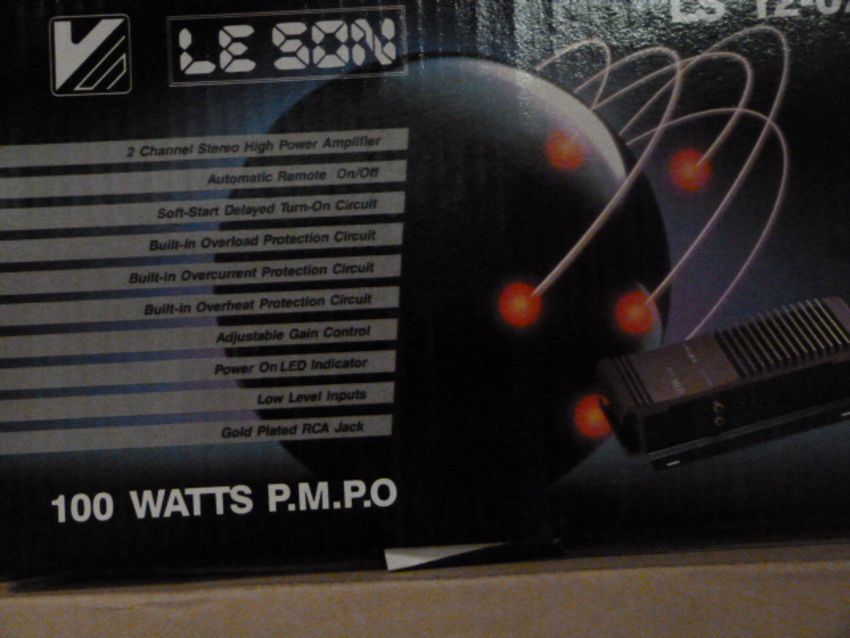 LE SON
2 Channel Stereo High Power Amplifier
Automatic Remote On/Off
Soft-Start Delayed Turn-On Circuit
Built-in Overload Protection Circuit
Built-in Overcurrent Protection Circuit
Built-in Overheat Protection Circuit
Adjustable Gain Control
Power On LED Indicator
Low Level Inputs
Gold Plated RCA Jack
100 WATTS P.M.P.O